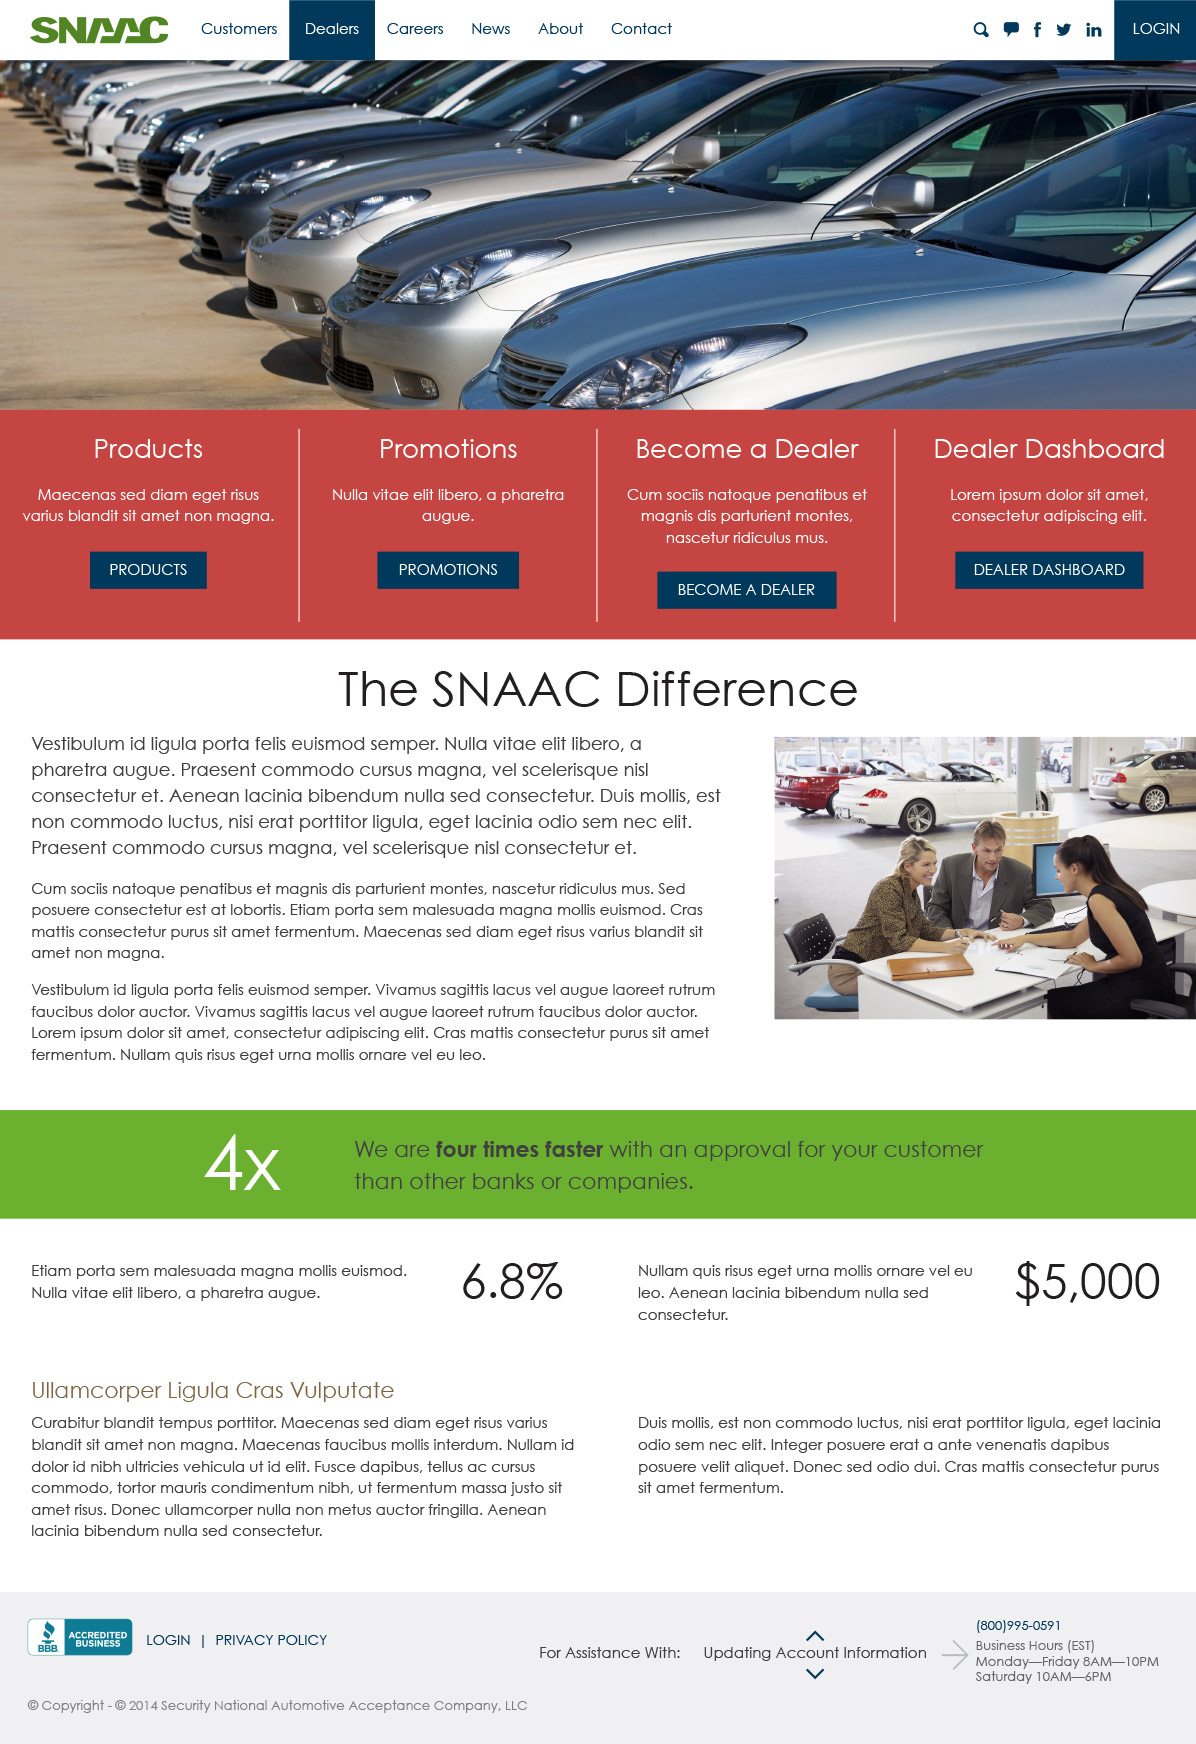 SNAAC
Customers Dealers Careers News About Contact LOGIN
Products
Maecenas sed diam eget risus
varius blandit sit amet non magna.
PRODUCTS
Promotions
Nulla vitae elit libero, a pharetra
augue.
PROMOTIONS
Become a Dealer
Cum sociis natoque penatibus et
magnis dis parturient montes,
nascetur ridiculus mus.
BECOME A DEALER
Dealer Dashboard
Lorem ipsum dolor sit amet,
consectetur adipiscing elit.
DEALER DASHBOARD
The SNAAC Difference
Vestibulum id ligula porta felis euismod semper. Nulla vitae elit libero, a
pharetra augue. Praesent commodo cursus magna, vel scelerisque nisl
consectetur et. Aenean lacinia bibendum nulla sed consectetur. Duis mollis, est
non commodo luctus, nisi erat porttitor ligula, eget lacinia odio sem nec elit.
Praesent commodo cursus magna, vel scelerisque nisl consectetur et.
Cum sociis natoque penatibus et magnis dis parturient montes, nascetur ridiculus mus. Sed
posuere consectetur est at lobortis. Etiam porta sem malesuada magna mollis euismod. Cras
mattis consectetur purus sit amet fermentum. Maecenas sed diam eget risus varius blandit sit
amet non magna.
Vestibulum id ligula porta felis euismod semper. Vivamus sagittis lacus vel augue laoreet rutrum
faucibus dolor auctor. Vivamus sagittis lacus vel augue laoreet rutrum faucibus dolor auctor.
Lorem ipsum dolor sit amet, consectetur adipiscing elit. Cras mattis consectetur purus sit amet
fermentum. Nullam quis risus eget urna mollis ornare vel eu leo.
4x
We are four times faster with an approval for your customer
than other banks or companies.
Etiam porta sem malesuada magna mollis euismod.
Nulla vitae elit libero, a pharetra augue.
6.8%
Nullam quis risus eget urna mollis ornare vel eu
leo. Aenean lacinia bibendum nulla sed
consectetur.
$5,000
Ullamcorper Ligula Cras Vulputate
Curabitur blandit tempus porttitor. Maecenas sed diam eget risus varius
blandit sit amet non magna. Maecenas faucibus mollis interdum. Nullam id
dolor id nibh ultricies vehicula ut id elit. Fusce dapibus, tellus ac cursus
commodo, tortor mauris condimentum nibh, ut fermentum massa justo sit
amet risus. Donec ullamcorper nulla non metus auctor fringilla. Aenean
lacinia bibendum nulla sed consectetur.
Duis mollis, est non commodo luctus, nisi erat porttitor ligula, eget lacinia
odio sem nec elit. Integer posuere erat a ante venenatis dapibus
posuere velit aliquet. Donec sed odio dui. Cras mattis consectetur purus
sit amet fermentum.
BBB
ACCREDITED
BUSINESS
LOGIN | PRIVACY POLICY
For Assistance With: Updating Account Information
(800)995-0591
Business Hours (EST)
Monday—Friday 8AM—10PM
Saturday 10AM—6PM
© Copyright - © 2014 Security National Automotive Acceptance Company, LLC